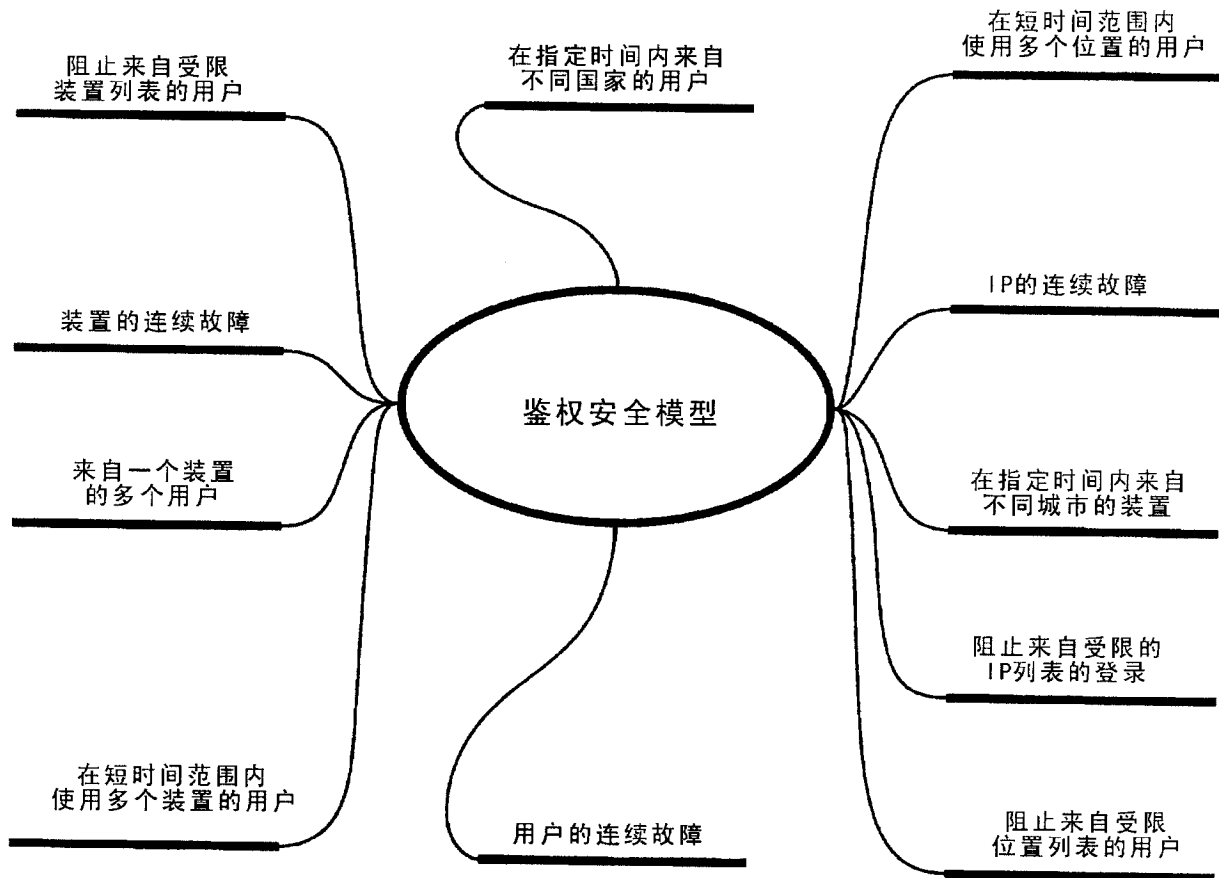 阻止来自受限
装置列表的用户
在指定时间内来自
不同国家的用户
在短时间范围内
使用多个位置的用户
装置的连续故障
IP的连续故障
鉴权安全模型
来自一个装置
的多个用户
在指定时间内来自
不同城市的装置
阻止来自受限的
IP列表的登录
在短时间范围内
使用多个装置的用户
用户的连续故障
阻止来自受限
位置列表的用户